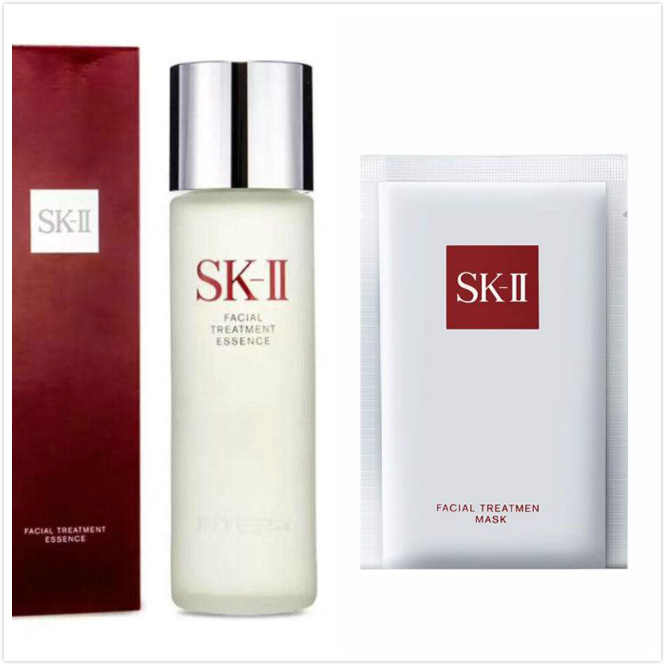 SK-II
FACIAL TREATMENT
ESSENCE
SK-II
FACIAL
TREATMENT
ESSENCE
SK-II
FACIAL TREATMEN
MASK